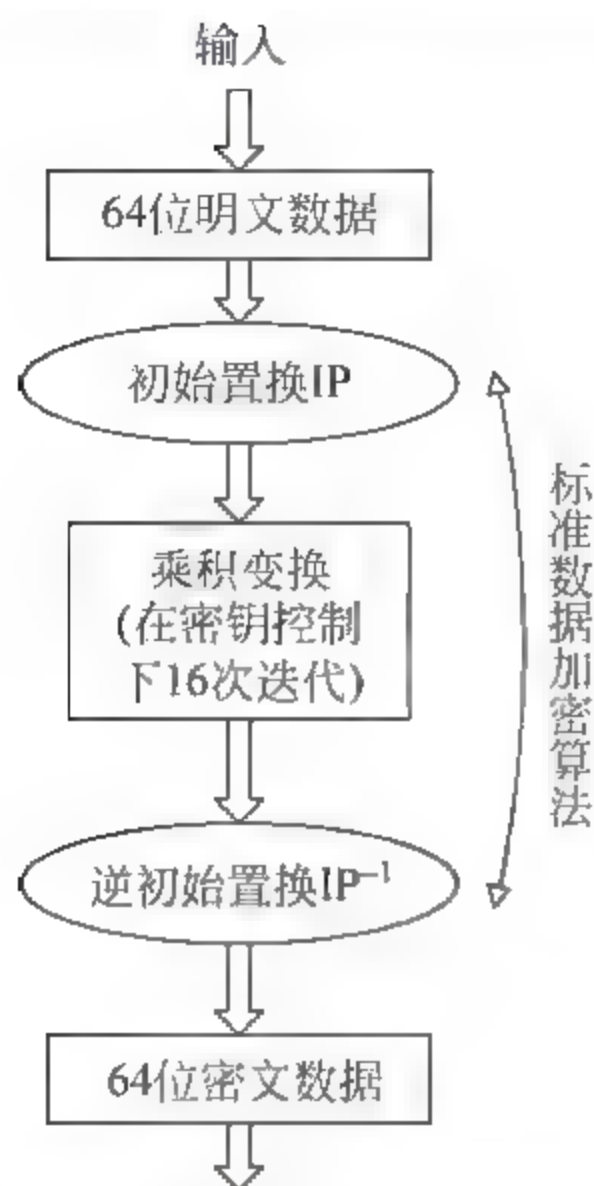 输入
64位明文数据
初始置换IP
乘积变换
(在密钥控制
下16次迭代)
标准数据加密算法
逆初始置换IP⁻¹
64位密文数据